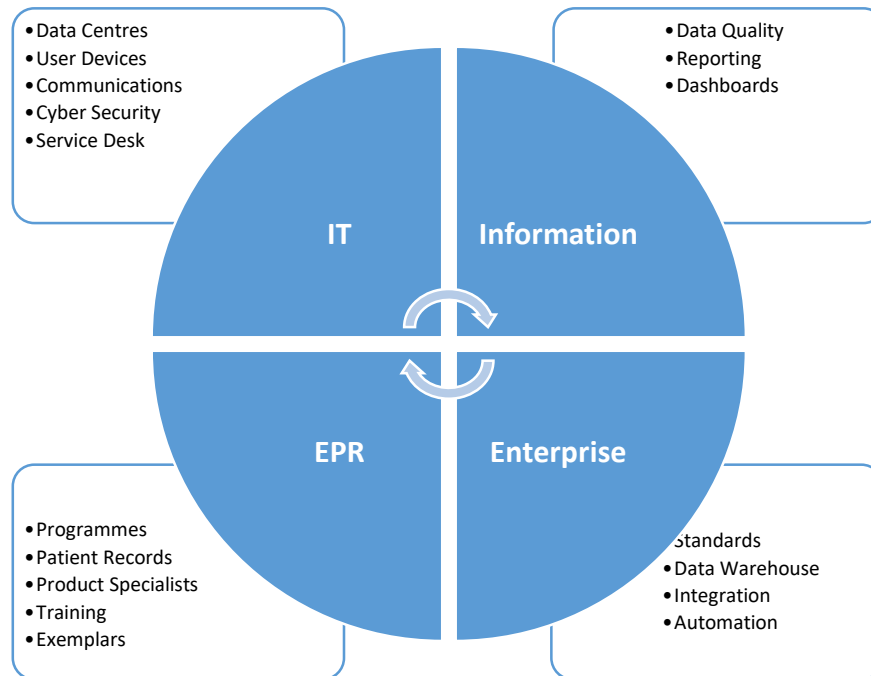 •Data Centres
•User Devices
•Communications
•Cyber Security
•Service Desk
•Data Quality
•Reporting
•Dashboards
IT
Information
EPR
Enterprise
•Programmes
•Patient Records
•Product Specialists
•Training
•Exemplars
Standards
•Data Warehouse
•Integration
•Automation